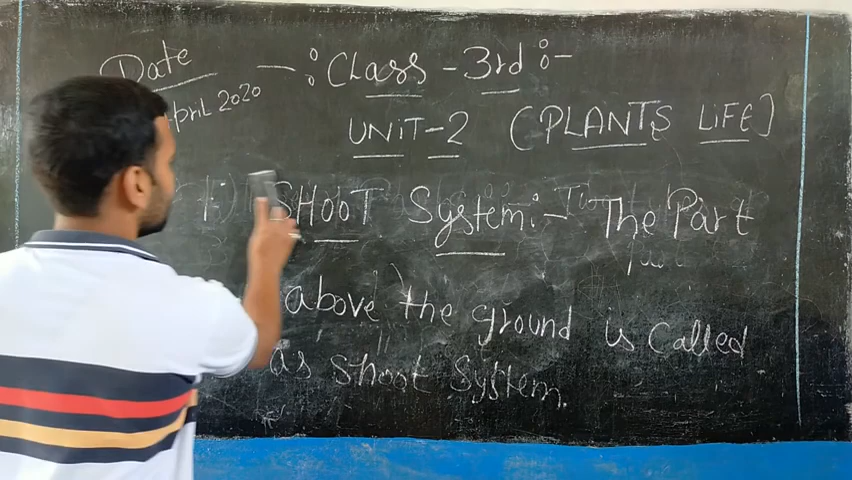 Date —: Class - 3rd :-
April 2020
UNiT-2 (PLANTS LiFE]
1.) SHOOT System:- The Part
above the ground is called
as Shoot System.